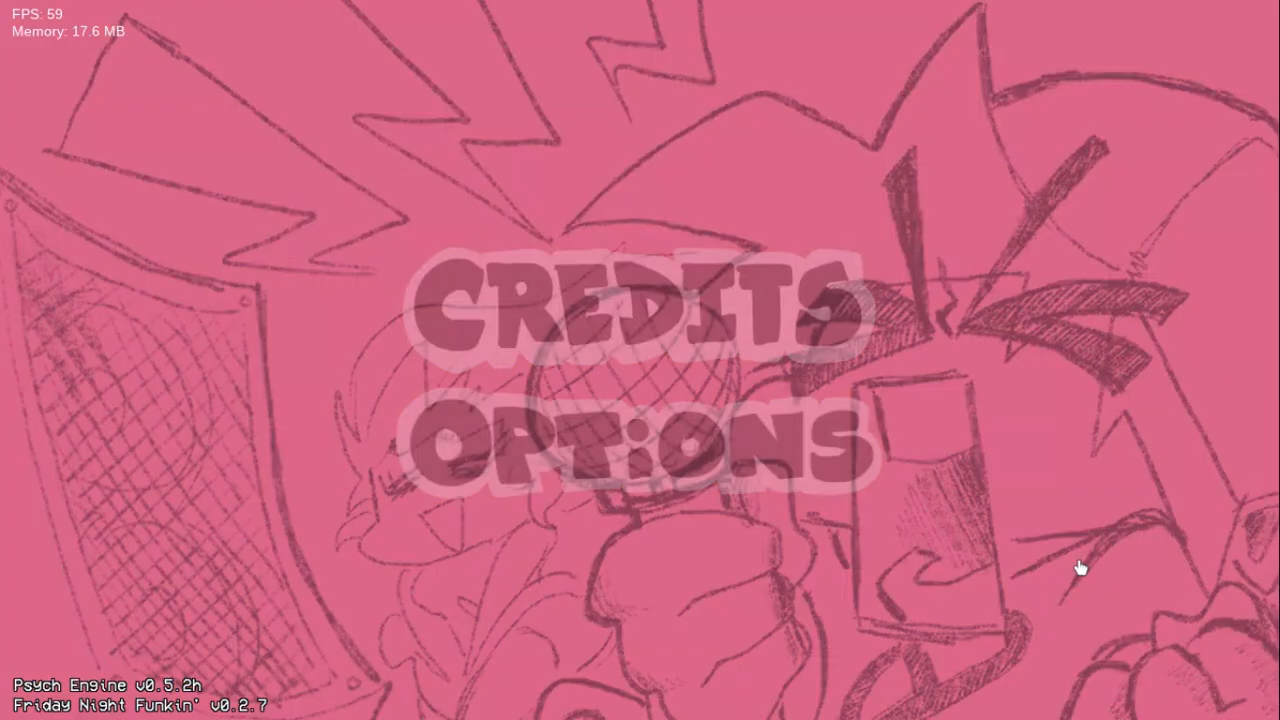 FPS: 59
Memory: 17.6 MB
CREDITS
OPTIONS
Psych Engine v0.5.2h
Friday Night Funkin' v0.2.7